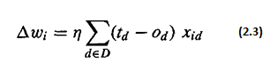 Δwᵢ = η ∑_{d∈D} (t_d − o_d) x_{id} (2.3)